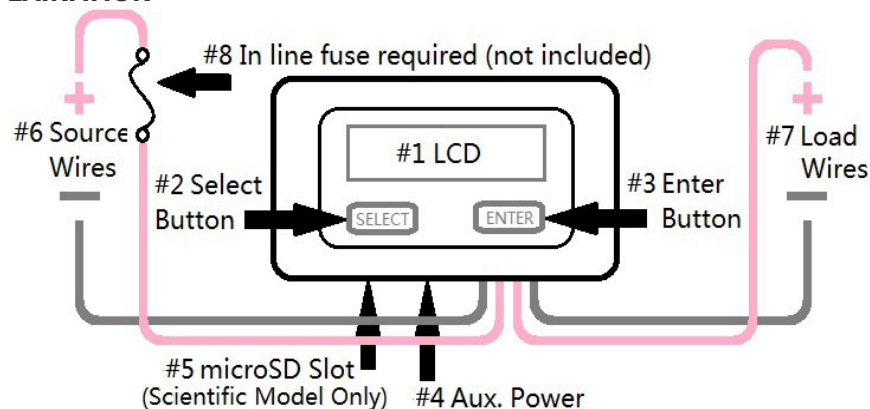 #8 In line fuse required (not included)
+
+
#6 Source
Wires
#1 LCD
#7 Load
Wires
#2 Select
Button
#3 Enter
Button
SELECT
ENTER
#5 microSD Slot
(Scientific Model Only)
#4 Aux. Power